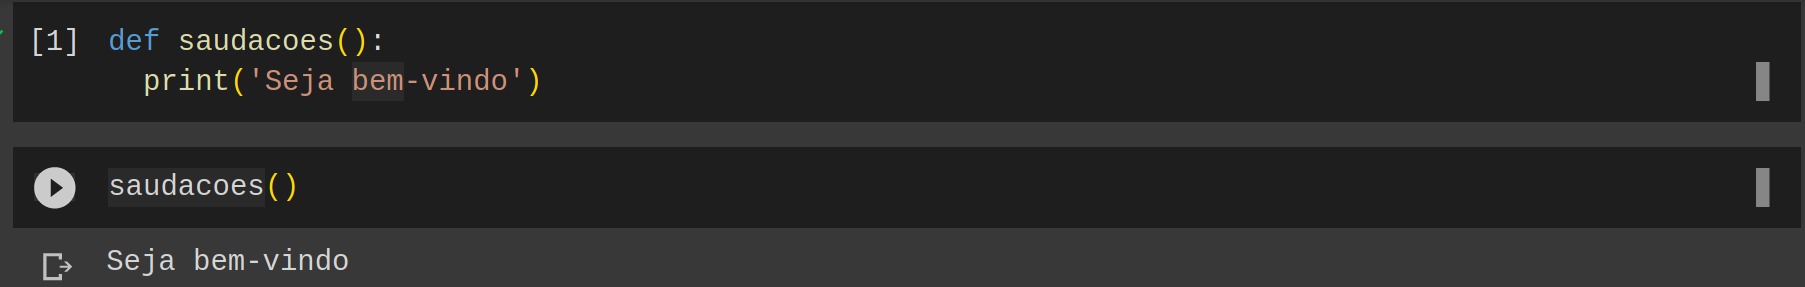 [1] def saudacoes():
print('Seja bem-vindo')
saudacoes()
Seja bem-vindo